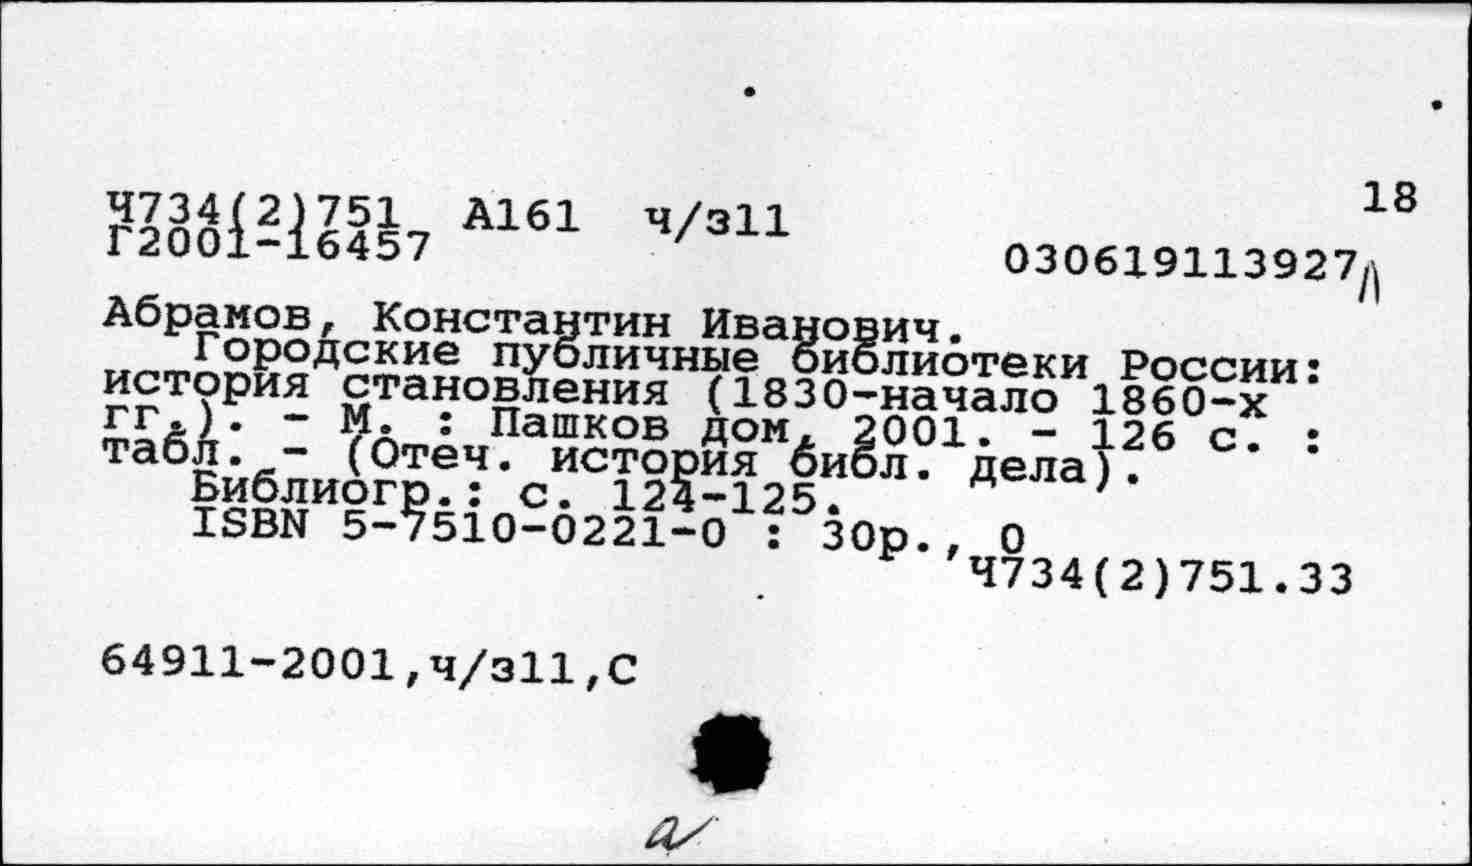 18
Ч734(2)751 А161 ч/з11
Г2001-16457
030619113927Л
Абрамов, Константин Иванович.
Городские публичные библиотеки России:
история становления (1830-начало 1860-х
гг.). - М. : Пашков дом, 2001. - 126 с. :
табл. - (Отеч. история библ. дела).
Библиогр.: с. 124-125.
ISBN 5-7510-0221-0 : 30р., 0
Ч734(2)751.33
64911-2001,ч/з11,С